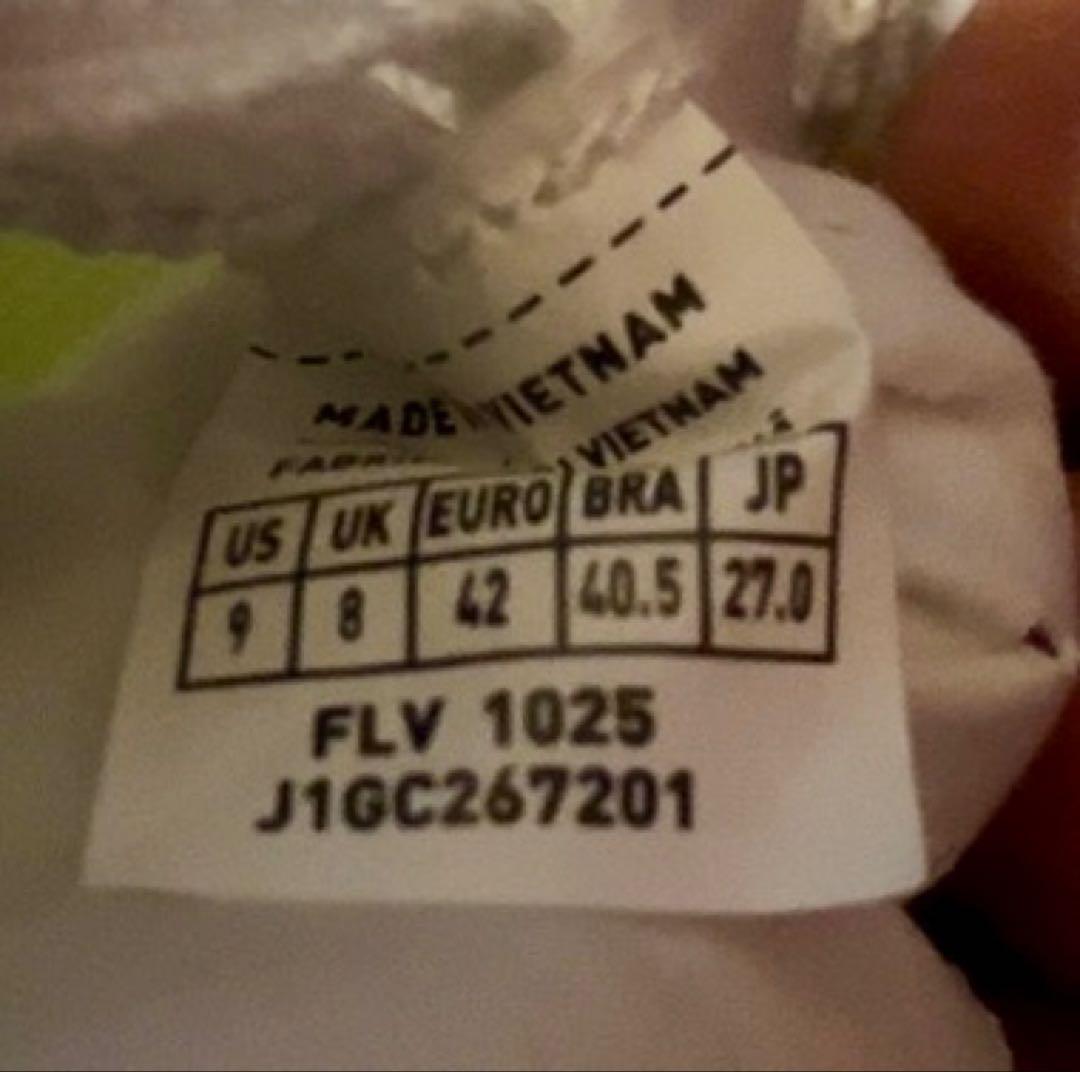 MADE VIETNAM
VIETNAM
US UK EURO BRA JP
9 8 42 40.5 27.0
FLV 1025
J1GC267201